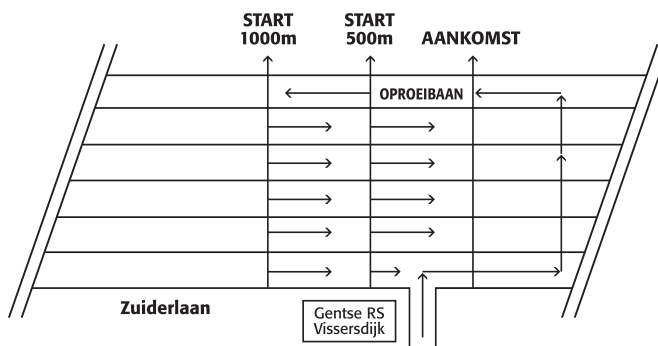 START
1000m
START
500m
AANKOMST
OPROEIBAAN
Zuiderlaan
Gentse RS
Vissersdijk